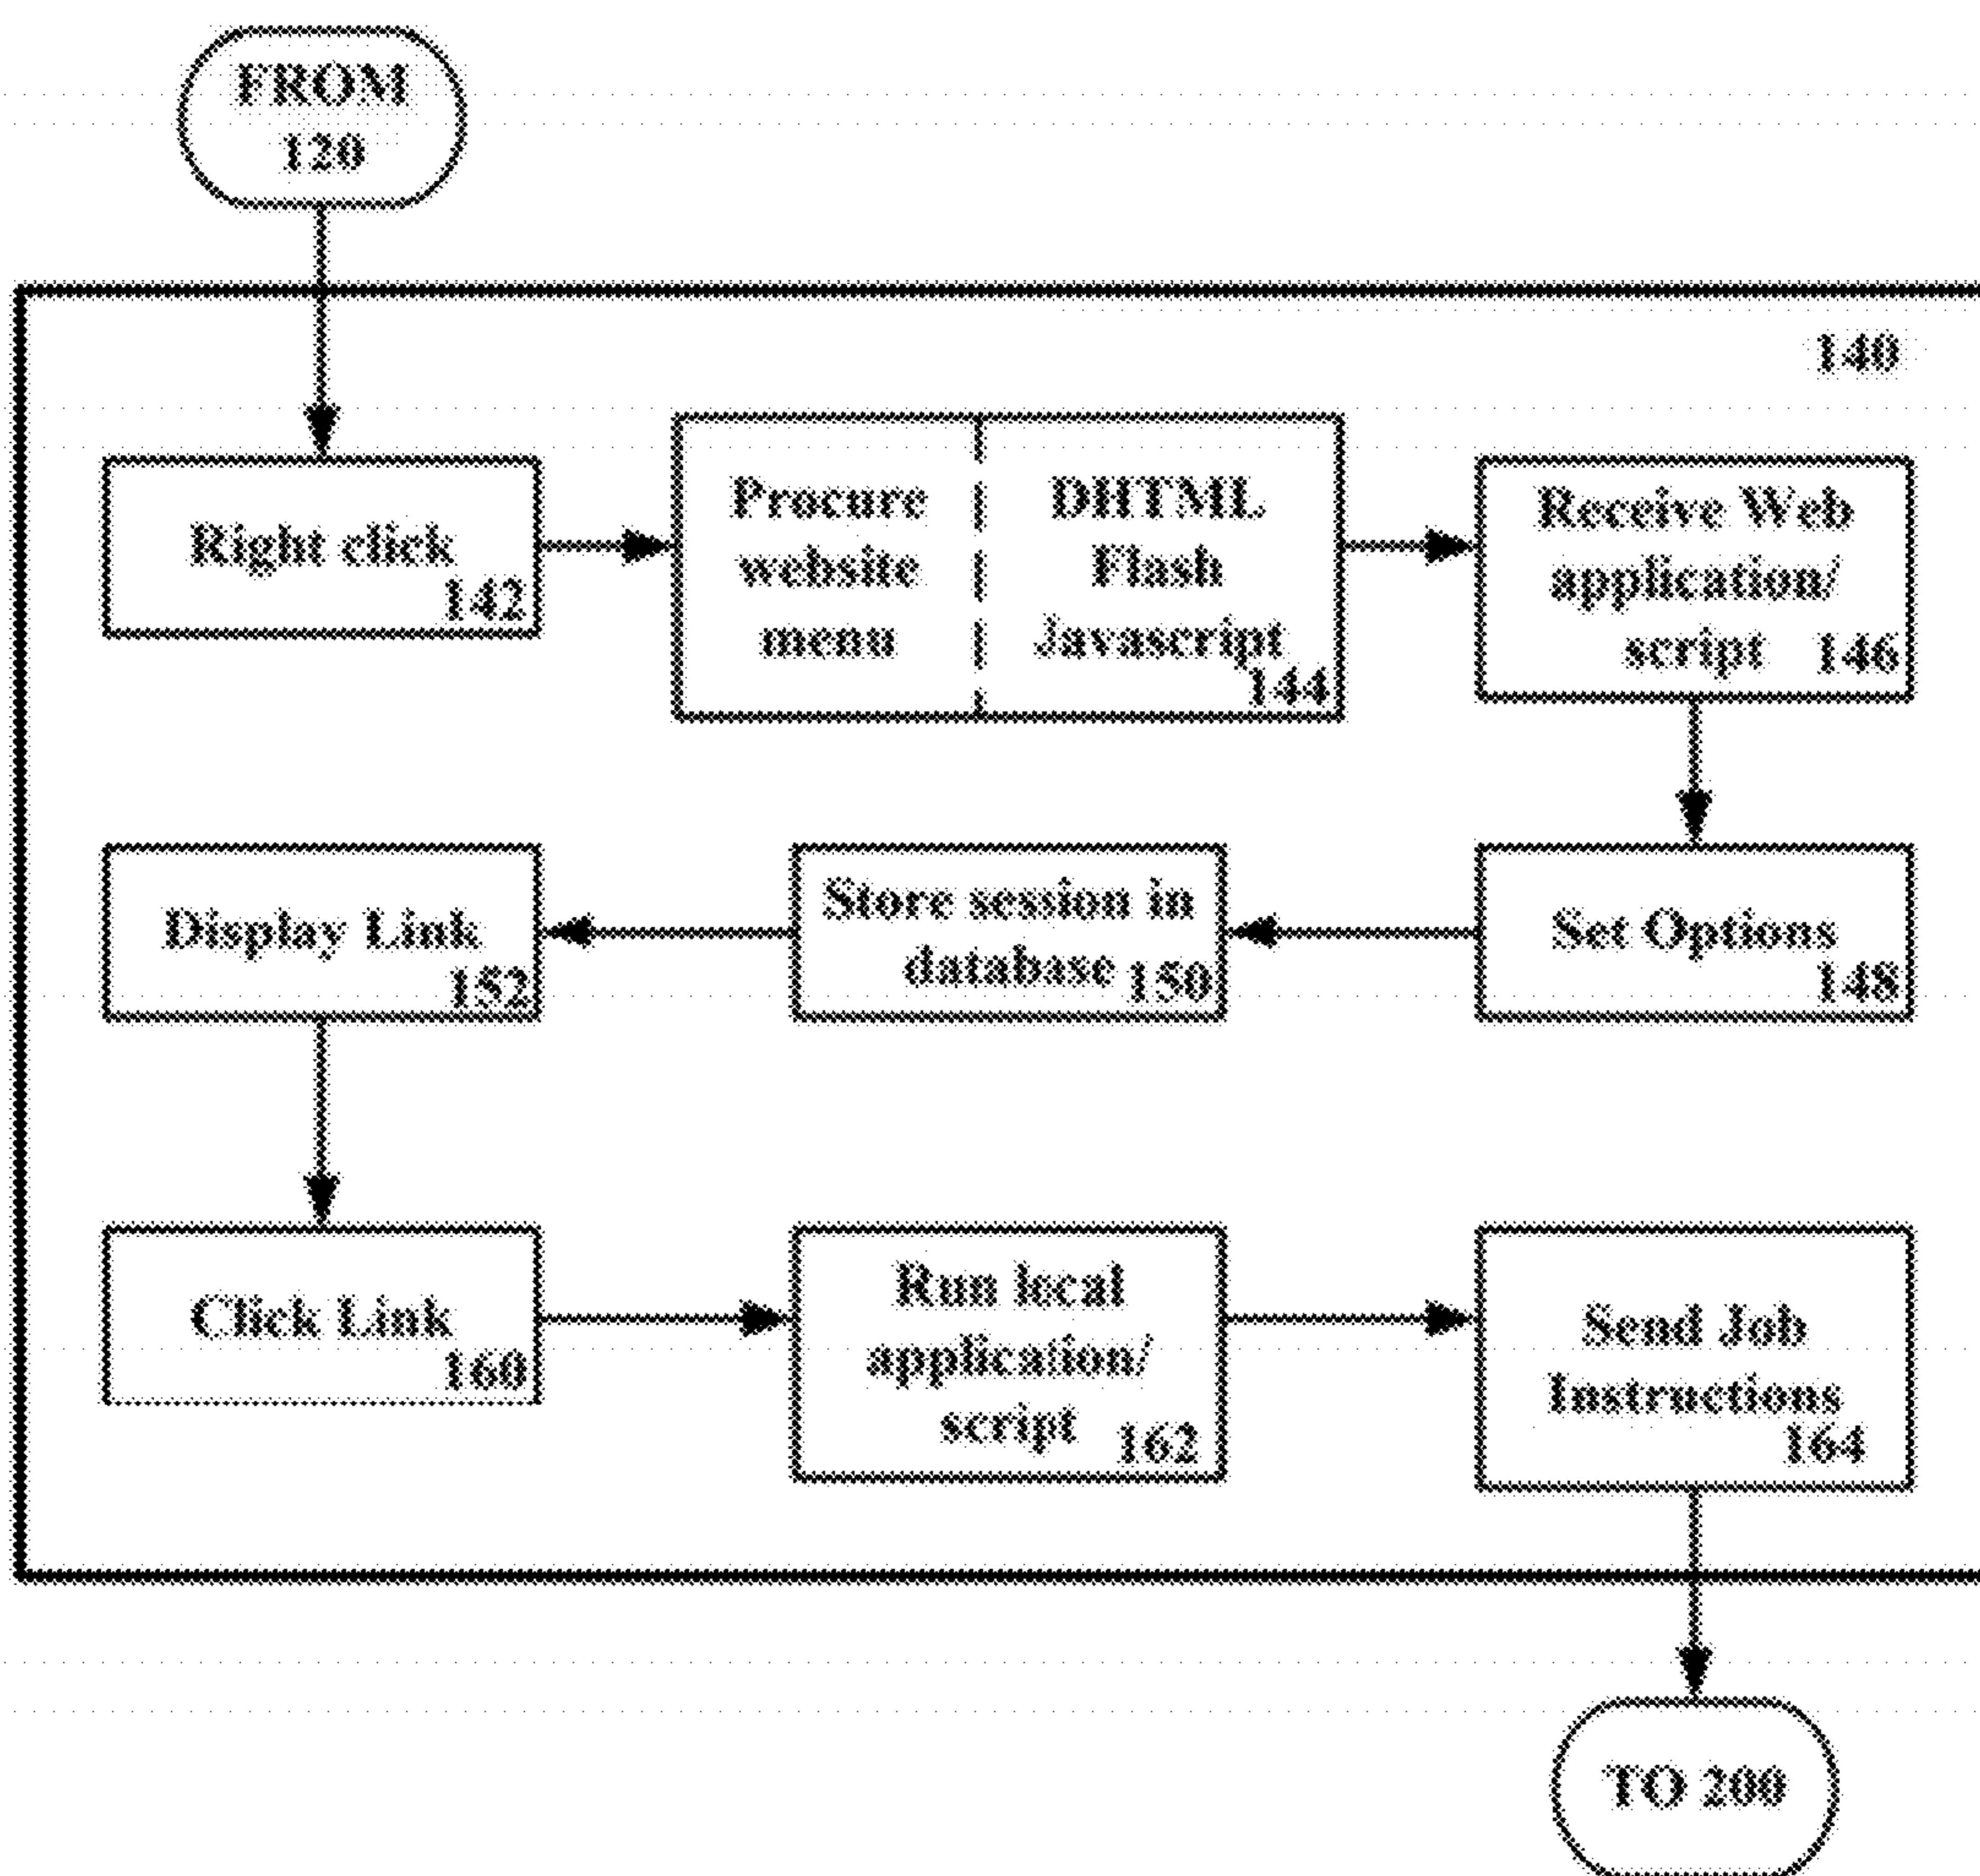 FROM
120
140
Right click
142
Procure
website
menu
DHTML
Flash
Javascript
144
Receive Web
application/
script 146
Set Options
148
Store session in
database 150
Display Link
152
Click Link
160
Run local
application/
script 162
Send Job
Instructions
164
TO 200